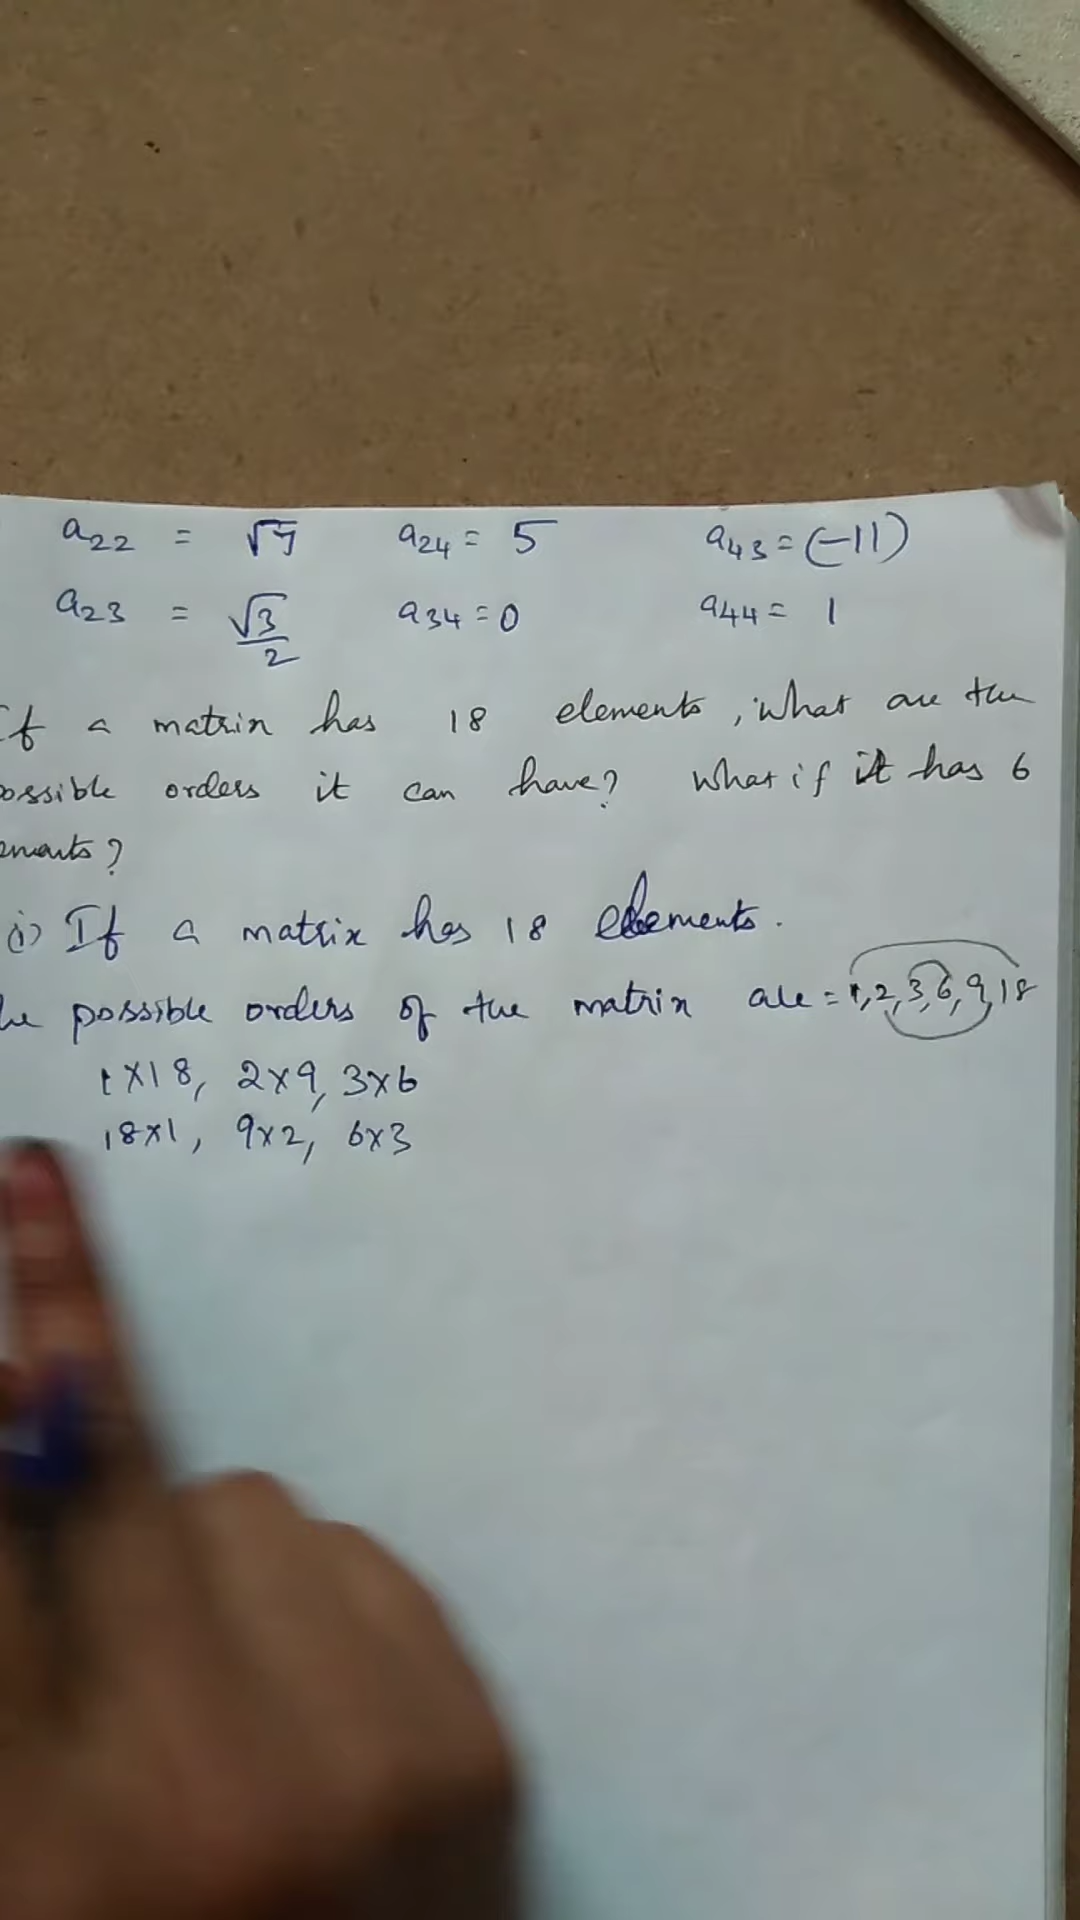 a22 = √7 a24 = 5 a43 = (-11)
a23 = √3/2 a34 = 0 a44 = 1
If a matrix has 18 elements, what are the
possible orders it can have? What if it has 6
ements?
(i) If a matrix has 18 elements.
he possible orders of the matrix are = 1,2,3,6,9,18
1×18, 2×9, 3×6
18×1, 9×2, 6×3